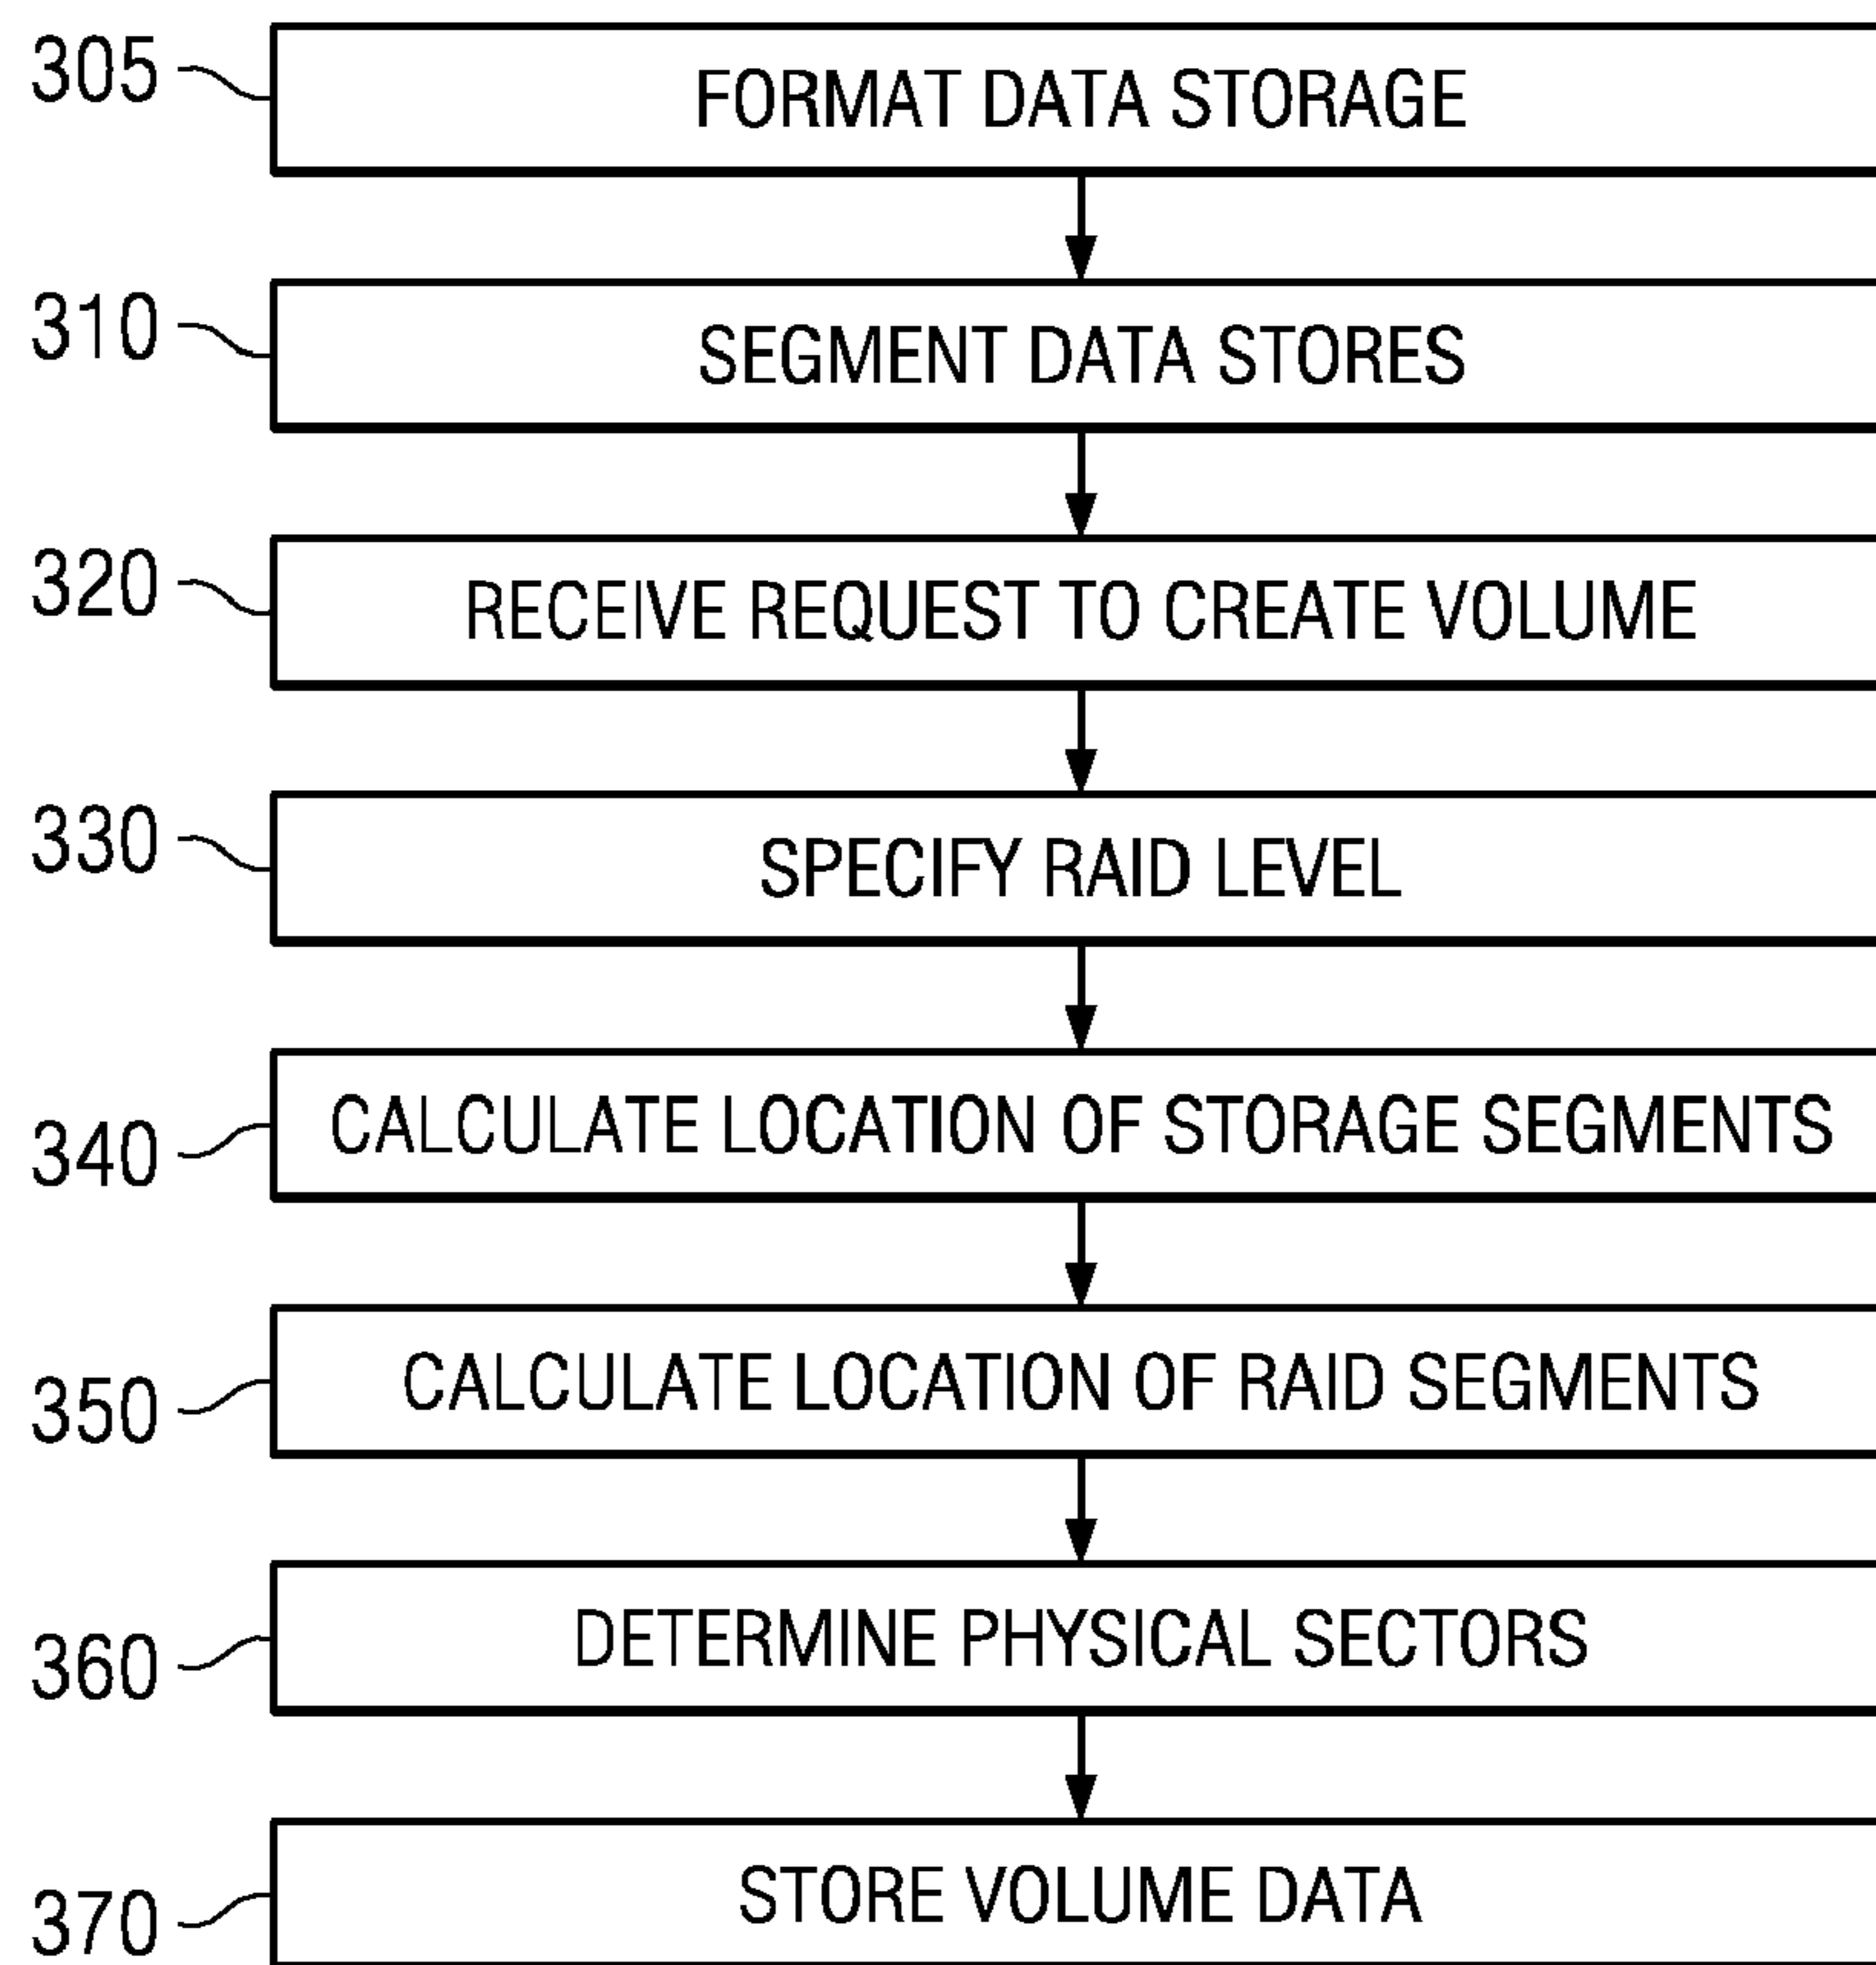 305 FORMAT DATA STORAGE
310 SEGMENT DATA STORES
320 RECEIVE REQUEST TO CREATE VOLUME
330 SPECIFY RAID LEVEL
340 CALCULATE LOCATION OF STORAGE SEGMENTS
350 CALCULATE LOCATION OF RAID SEGMENTS
360 DETERMINE PHYSICAL SECTORS
370 STORE VOLUME DATA